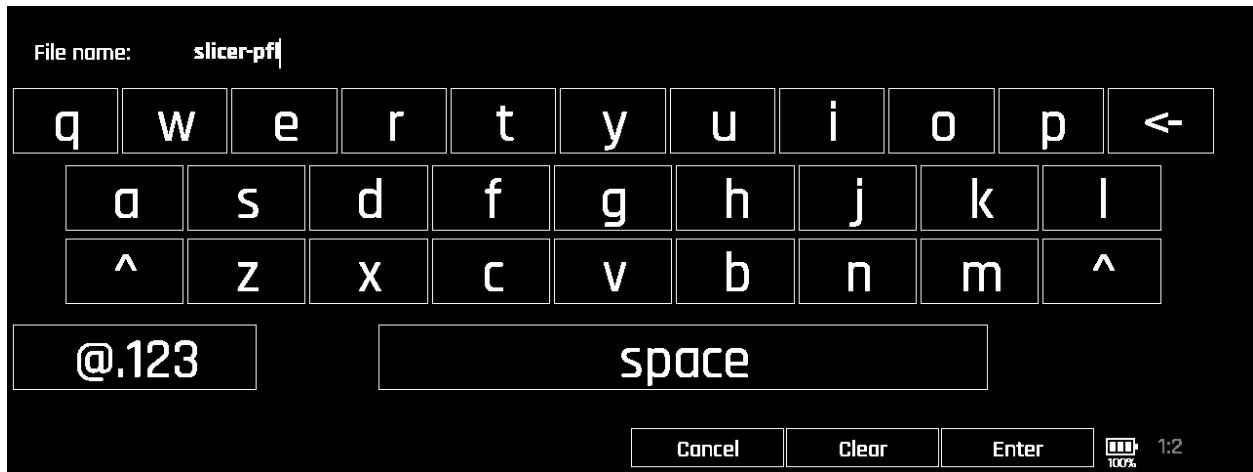 File name: slicer-pfl
q w e r t y u i o p <-
a s d f g h j k l
^ z x c v b n m ^
@.123 space
Cancel Clear Enter 100% 1:2